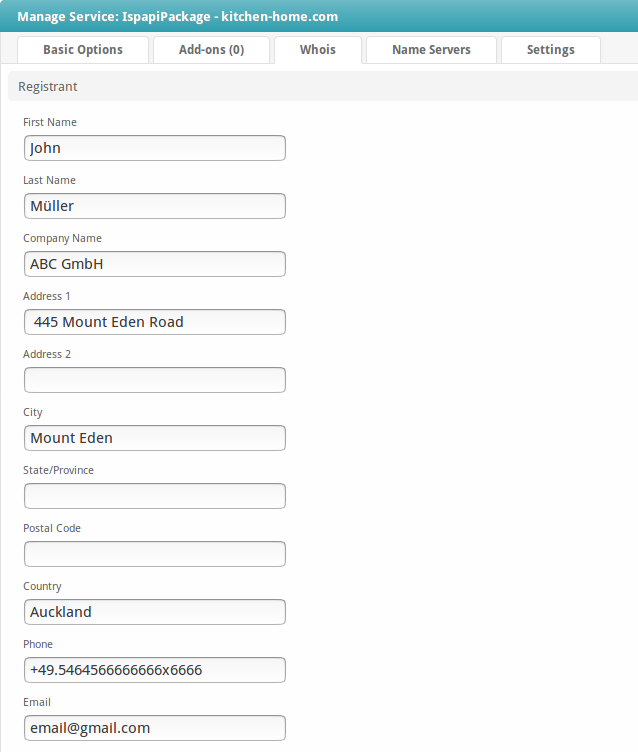 Manage Service: IspapiPackage - kitchen-home.com
Basic Options Add-ons (0) Whois Name Servers Settings
Registrant
First Name
John
Last Name
Müller
Company Name
ABC GmbH
Address 1
445 Mount Eden Road
Address 2
City
Mount Eden
State/Province
Postal Code
Country
Auckland
Phone
+49.5464566666666x6666
Email
email@gmail.com